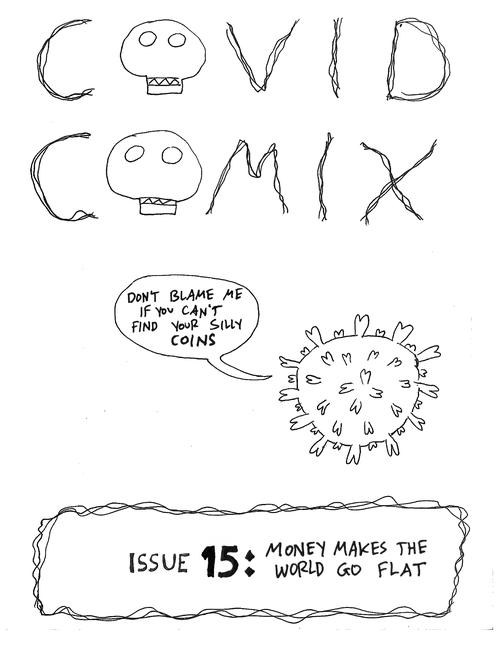 COVID
COMIX
DON'T BLAME ME
IF YOU CAN'T
FIND YOUR SILLY
COINS
ISSUE 15: MONEY MAKES THE
WORLD GO FLAT